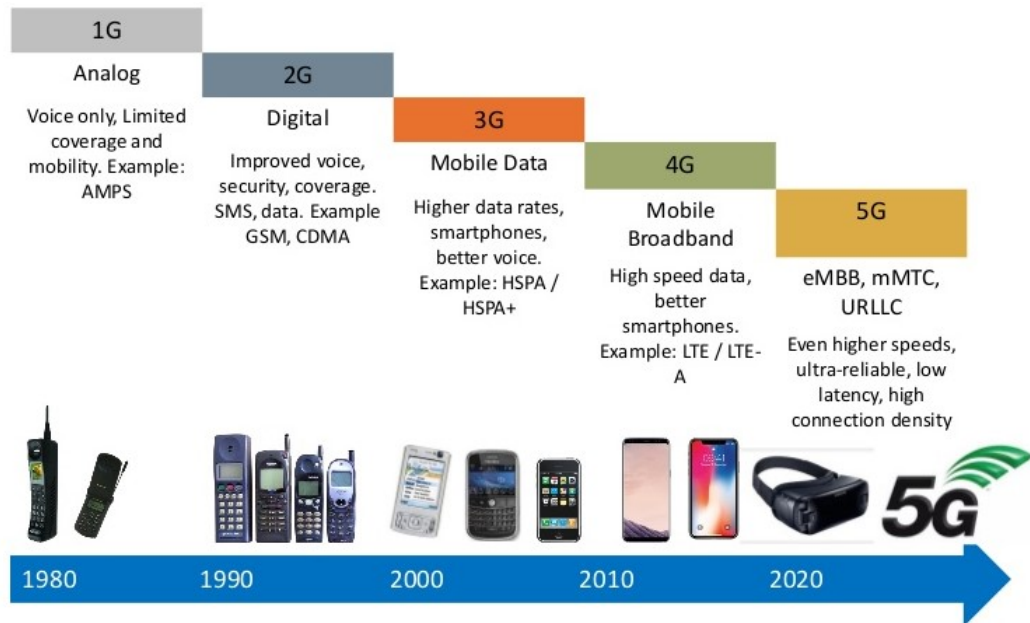 1G
Analog
Voice only, Limited
coverage and
mobility. Example:
AMPS
2G
Digital
Improved voice,
security, coverage.
SMS, data. Example
GSM, CDMA
3G
Mobile Data
Higher data rates,
smartphones,
better voice.
Example: HSPA /
HSPA+
4G
Mobile
Broadband
High speed data,
better
smartphones.
Example: LTE / LTE-
A
5G
eMBB, mMTC,
URLLC
Even higher speeds,
ultra-reliable, low
latency, high
connection density
5G
1980
1990
2000
2010
2020